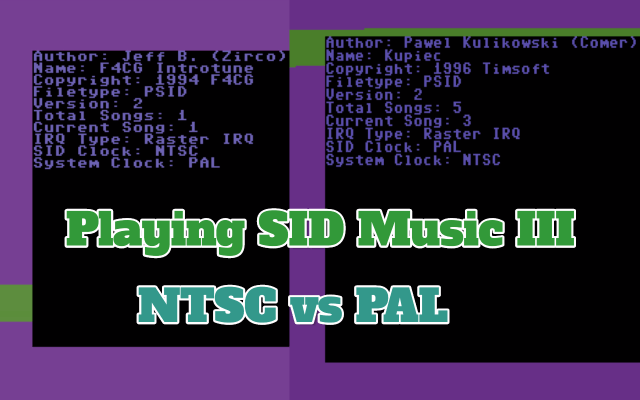 Author: Jeff B. (Zirco)
Name: F4CG Introtune
Copyright: 1994 F4CG
Filetype: PSID
Version: 2
Total Songs: 1
Current Song: 1
IRQ Type: Raster IRQ
SID Clock: NTSC
System Clock: PAL
Author: Pawel Kulikowski (Comer)
Name: Kupiec
Copyright: 1996 Timsoft
Filetype: PSID
Version: 2
Total Songs: 5
Current Song: 3
IRQ Type: Raster IRQ
SID Clock: PAL
System Clock: NTSC
Playing SID Music III
NTSC vs PAL